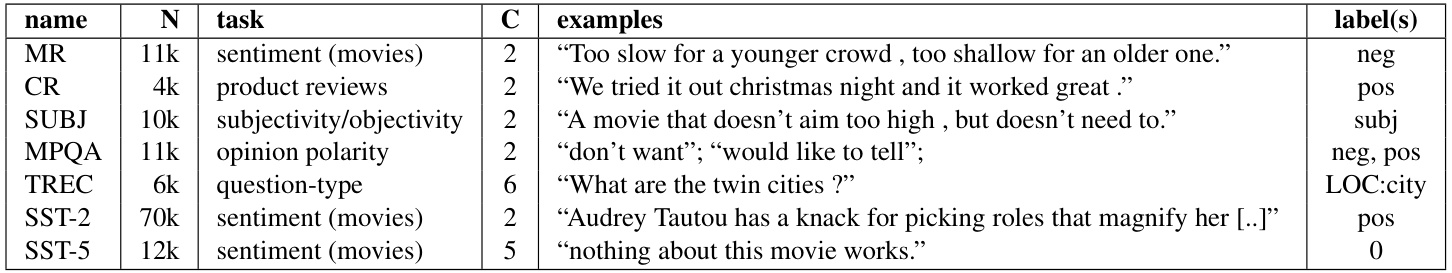 name N task C examples label(s)
MR 11k sentiment (movies) 2 “Too slow for a younger crowd , too shallow for an older one.” neg
CR 4k product reviews 2 “We tried it out christmas night and it worked great .” pos
SUBJ 10k subjectivity/objectivity 2 “A movie that doesn’t aim too high , but doesn’t need to.” subj
MPQA 11k opinion polarity 2 “don’t want”; “would like to tell”; neg, pos
TREC 6k question-type 6 “What are the twin cities ?” LOC:city
SST-2 70k sentiment (movies) 2 “Audrey Tautou has a knack for picking roles that magnify her [..]” pos
SST-5 12k sentiment (movies) 5 “nothing about this movie works.” 0